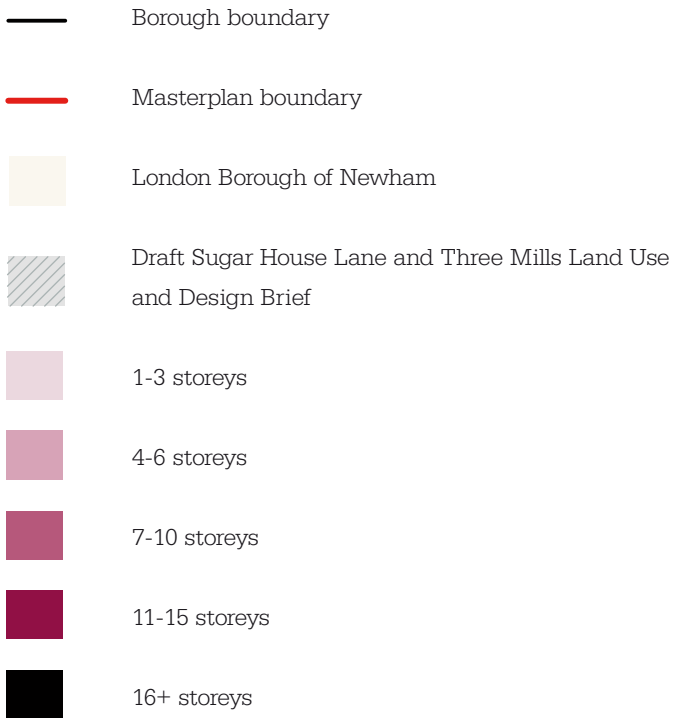 Borough boundary
Masterplan boundary
London Borough of Newham
Draft Sugar House Lane and Three Mills Land Use
and Design Brief
1-3 storeys
4-6 storeys
7-10 storeys
11-15 storeys
16+ storeys